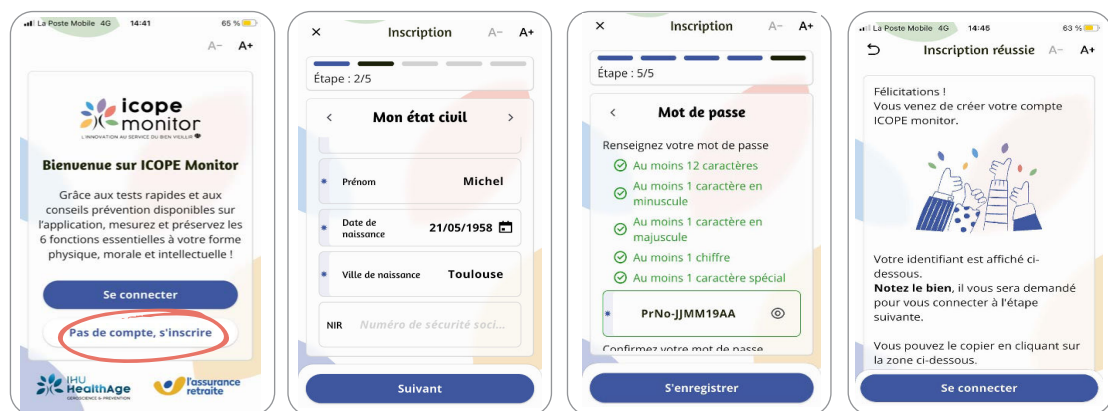 La Poste Mobile 4G 14:41 65 %
A- A+
icope
monitor
L'INNOVATION AU SERVICE DU BIEN VIEILLIR
Bienvenue sur ICOPE Monitor
Grâce aux tests rapides et aux
conseils prévention disponibles sur
l'application, mesurez et préservez les
6 fonctions essentielles à votre forme
physique, morale et intellectuelle !
Se connecter
Pas de compte, s'inscrire
IHU
HealthAge
GEROSCIENCE & PREVENTION
l'assurance
retraite
× Inscription A- A+
Étape : 2/5
< Mon état civil >
* Prénom Michel
* Date de
naissance 21/05/1958
* Ville de naissance Toulouse
NIR Numéro de sécurité soci...
Suivant
× Inscription A- A+
Étape : 5/5
< Mot de passe
Renseignez votre mot de passe
Au moins 12 caractères
Au moins 1 caractère en
minuscule
Au moins 1 caractère en
majuscule
Au moins 1 chiffre
Au moins 1 caractère spécial
* PrNo-JJMM19AA
Confirmez votre mot de passe
S'enregistrer
La Poste Mobile 4G 14:45 63 %
Inscription réussie A- A+
Félicitations !
Vous venez de créer votre compte
ICOPE monitor.
Votre identifiant est affiché ci-
dessous.
Notez le bien, il vous sera demandé
pour vous connecter à l'étape
suivante.
Vous pouvez le copier en cliquant sur
la zone ci-dessous.
Se connecter